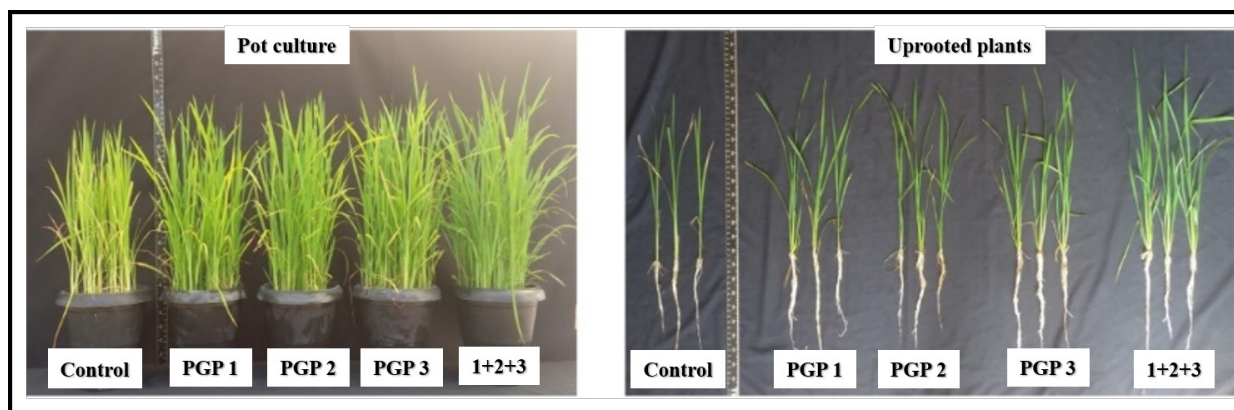 Pot culture
Uprooted plants
Control
PGP 1
PGP 2
PGP 3
1+2+3
Control
PGP 1
PGP 2
PGP 3
1+2+3